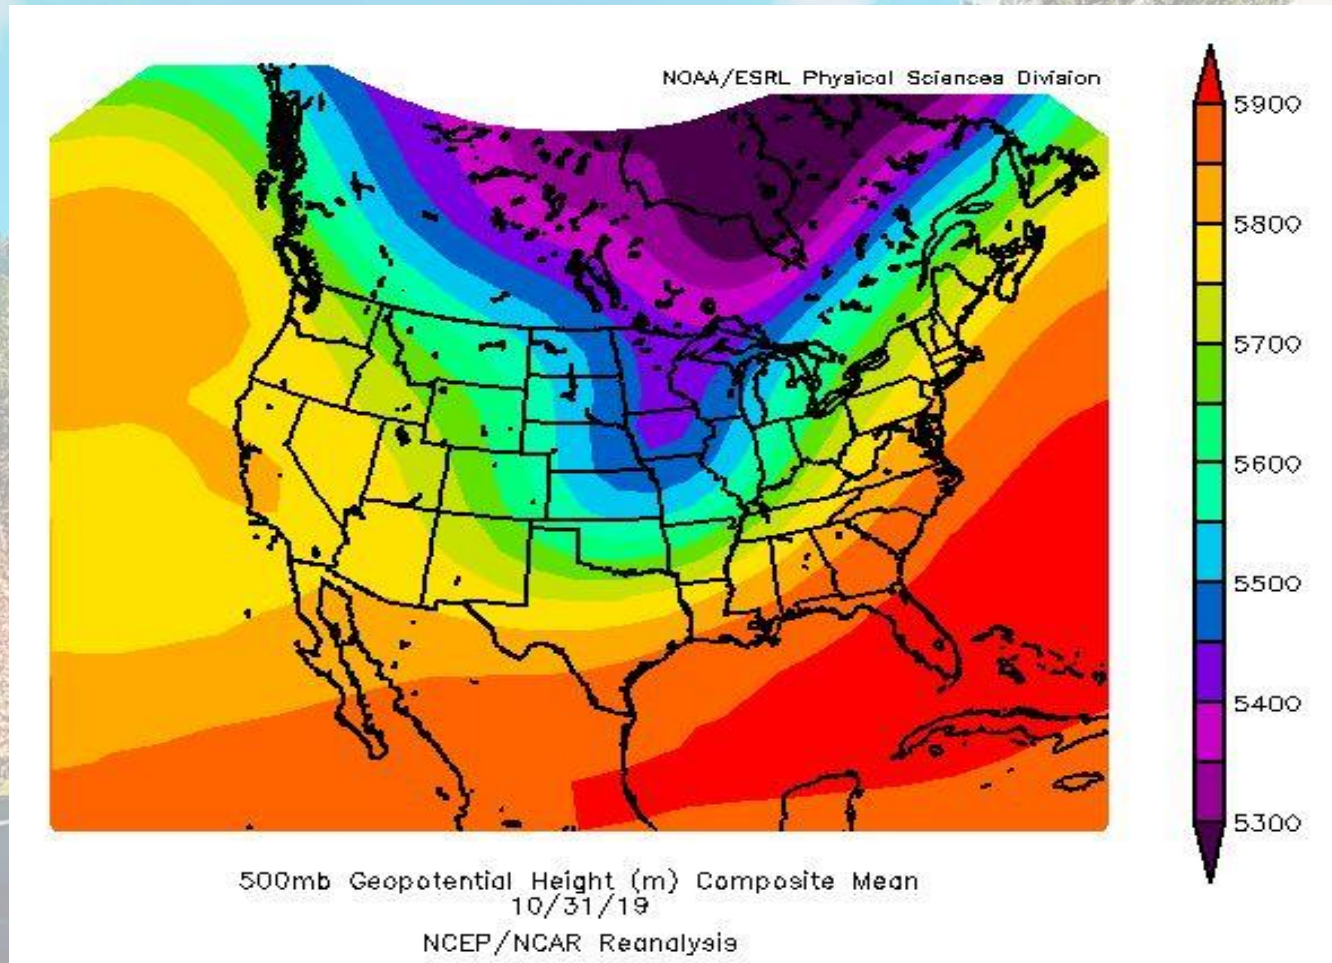 NOAA/ESRL Physical Sciences Division
5900
5800
5700
5600
5500
5400
5300
500mb Geopotential Height (m) Composite Mean
10/31/19
NCEP/NCAR Reanalysis